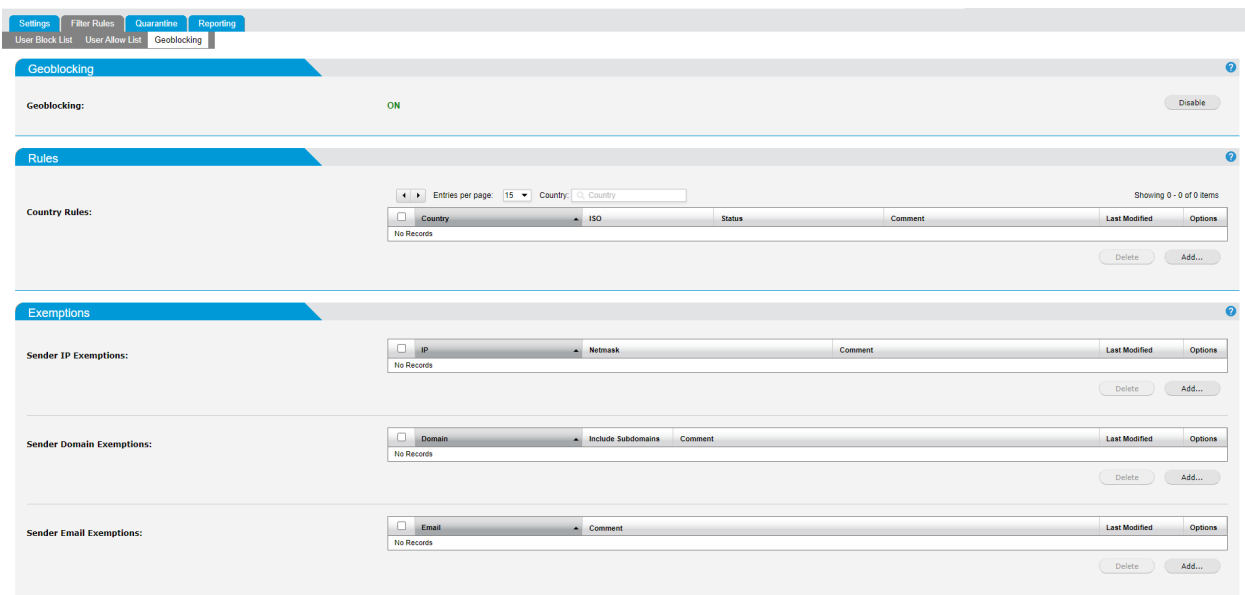 Settings Filter Rules Quarantine Reporting
User Block List User Allow List Geoblocking
Geoblocking ?
Geoblocking: ON Disable
Rules ?
Entries per page: 15 Country: Country Showing 0 - 0 of 0 items
Country Rules:
Country ISO Status Comment Last Modified Options
No Records
Delete Add...
Exemptions ?
Sender IP Exemptions:
IP Netmask Comment Last Modified Options
No Records
Delete Add...
Sender Domain Exemptions:
Domain Include Subdomains Comment Last Modified Options
No Records
Delete Add...
Sender Email Exemptions:
Email Comment Last Modified Options
No Records
Delete Add...